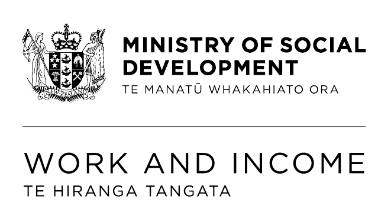 MINISTRY OF SOCIAL
DEVELOPMENT
TE MANATŪ WHAKAHIATO ORA
WORK AND INCOME
TE HIRANGA TANGATA